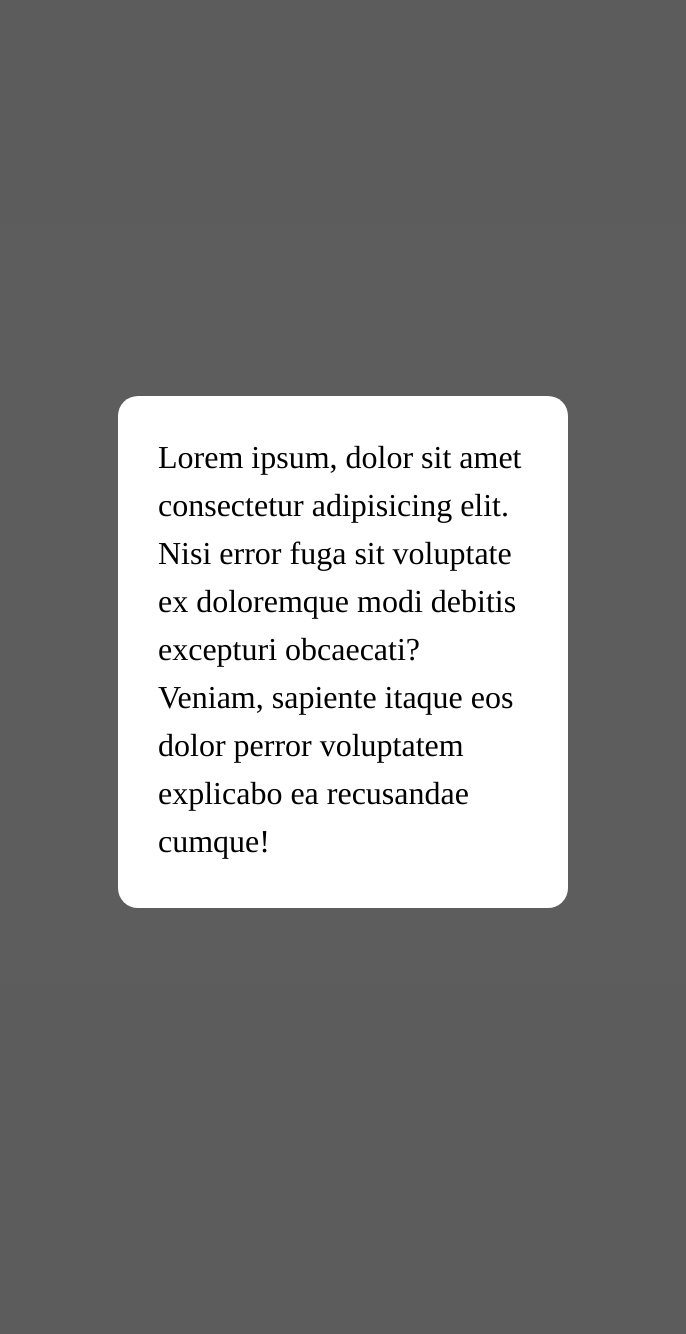 Lorem ipsum, dolor sit amet
consectetur adipisicing elit.
Nisi error fuga sit voluptate
ex doloremque modi debitis
excepturi obcaecati?
Veniam, sapiente itaque eos
dolor perror voluptatem
explicabo ea recusandae
cumque!